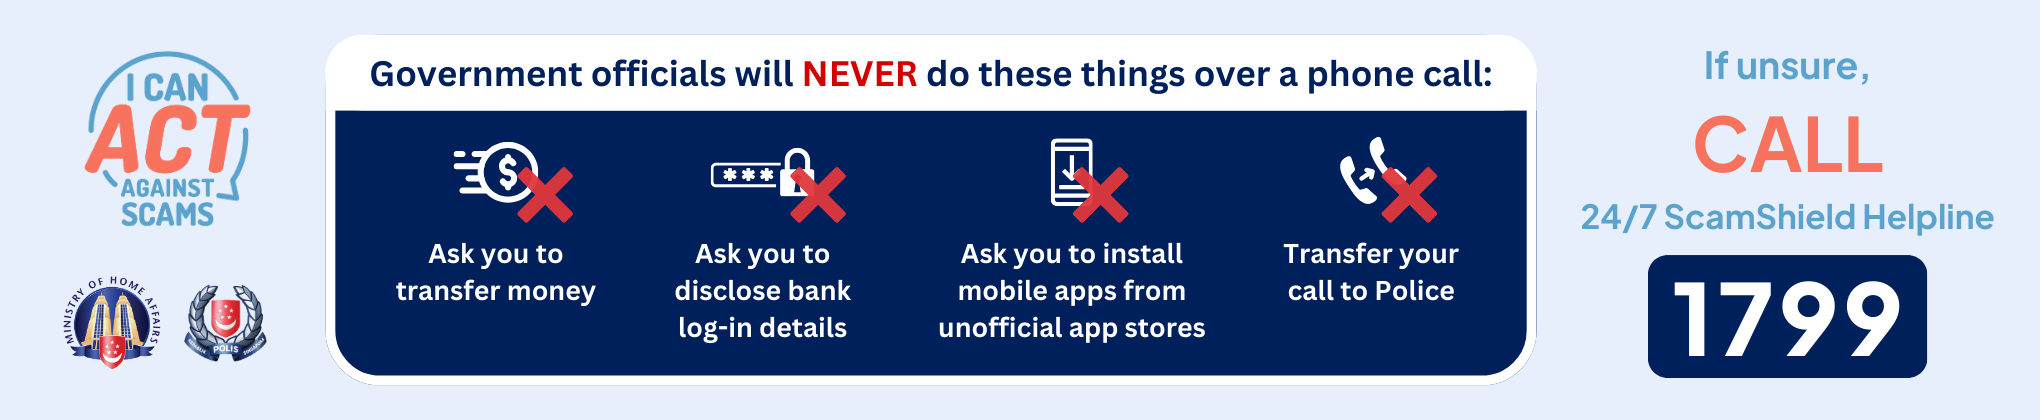 I CAN
ACT
AGAINST
SCAMS
MINISTRY OF HOME AFFAIRS
REPUBLIK POLIS SINGAPURA
Government officials will NEVER do these things over a phone call:
$
Ask you to
transfer money
***
Ask you to
disclose bank
log-in details
Ask you to install
mobile apps from
unofficial app stores
Transfer your
call to Police
If unsure,
CALL
24/7 ScamShield Helpline
1799